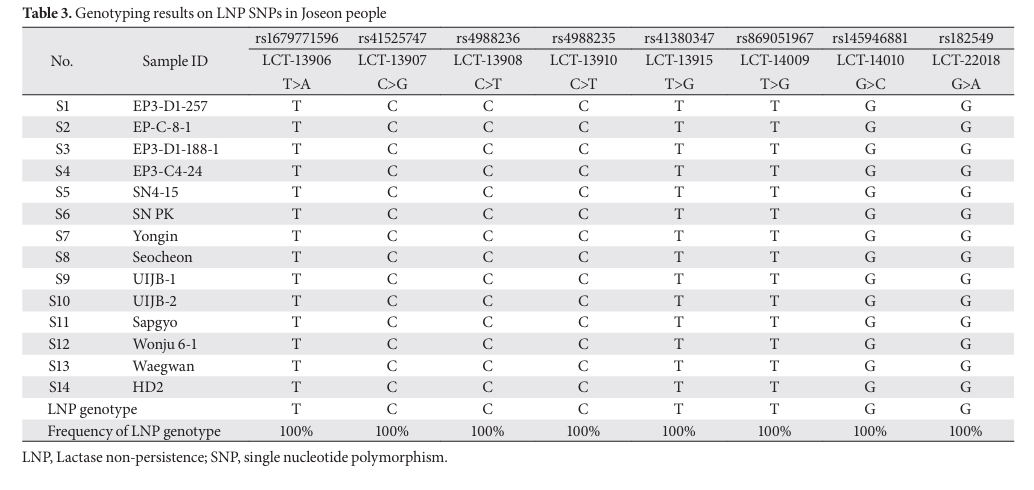 Table 3. Genotyping results on LNP SNPs in Joseon people
No. Sample ID rs1679771596 rs41525747 rs4988236 rs4988235 rs41380347 rs869051967 rs145946881 rs182549
LCT-13906 LCT-13907 LCT-13908 LCT-13910 LCT-13915 LCT-14009 LCT-14010 LCT-22018
T>A C>G C>T C>T T>G T>G G>C G>A
S1 EP3-D1-257 T C C C T T G G
S2 EP-C-8-1 T C C C T T G G
S3 EP3-D1-188-1 T C C C T T G G
S4 EP3-C4-24 T C C C T T G G
S5 SN4-15 T C C C T T G G
S6 SN PK T C C C T T G G
S7 Yongin T C C C T T G G
S8 Seocheon T C C C T T G G
S9 UIJB-1 T C C C T T G G
S10 UIJB-2 T C C C T T G G
S11 Sapgyo T C C C T T G G
S12 Wonju 6-1 T C C C T T G G
S13 Waegwan T C C C T T G G
S14 HD2 T C C C T T G G
LNP genotype T C C C T T G G
Frequency of LNP genotype 100% 100% 100% 100% 100% 100% 100% 100%
LNP, Lactase non-persistence; SNP, single nucleotide polymorphism.